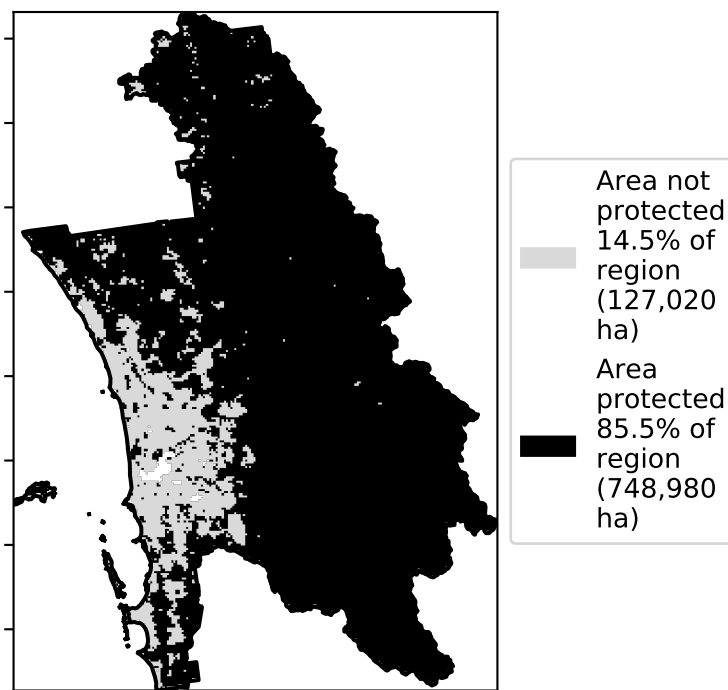 Area not
protected
14.5% of
region
(127,020
ha)
Area
protected
85.5% of
region
(748,980
ha)